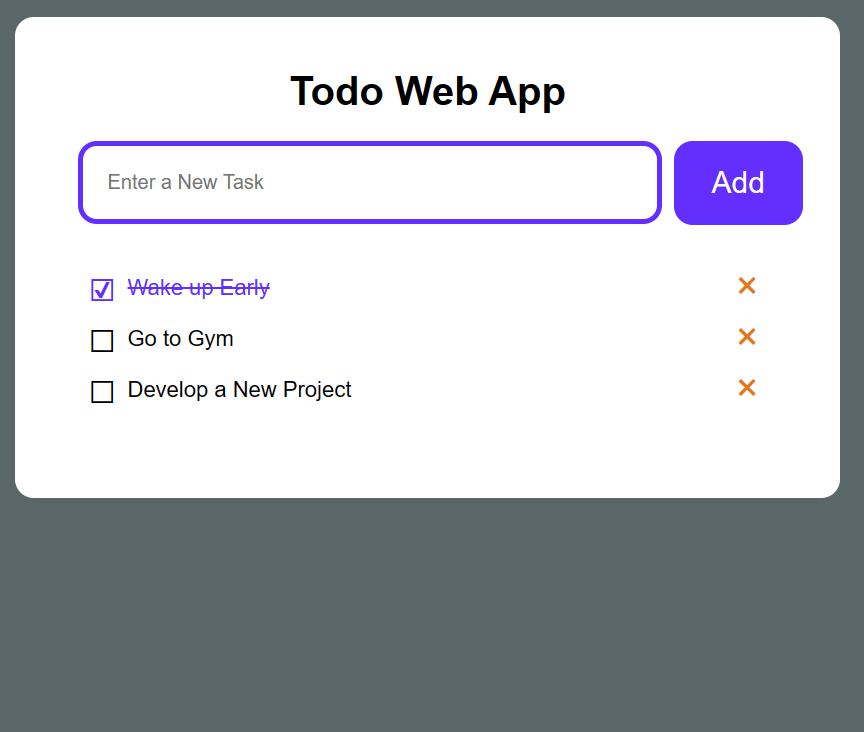 Todo Web App
Enter a New Task
Add
Wake up Early
Go to Gym
Develop a New Project